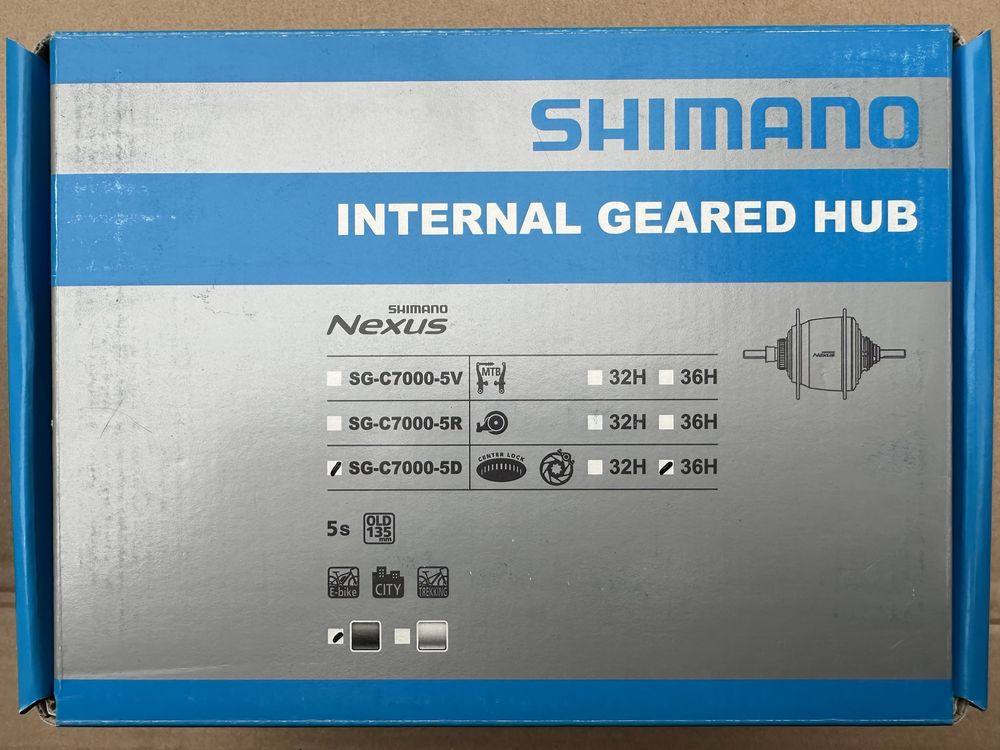 SHIMANO
INTERNAL GEARED HUB
SHIMANO
Nexus
SG-C7000-5V MTB 32H 36H
SG-C7000-5R 32H 36H
SG-C7000-5D CENTER LOCK 32H 36H
5s OLD 135 mm
E-bike CITY TREKKING
Nexus